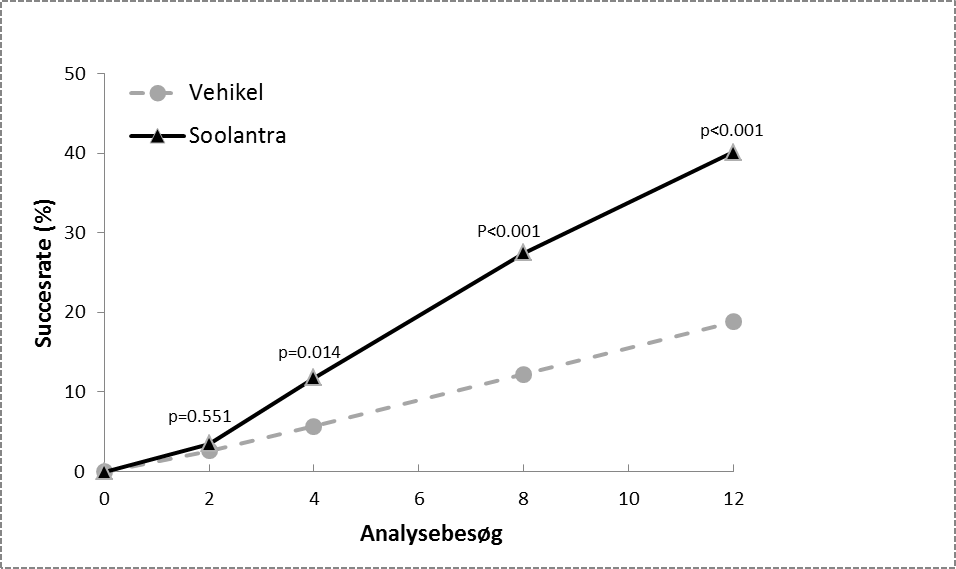 50
Vehikel
Soolantra
p<0.001
40
P<0.001
30
20
p=0.014
10
p=0.551
0
0 2 4 6 8 10 12
Succesrate (%)
Analysebesøg